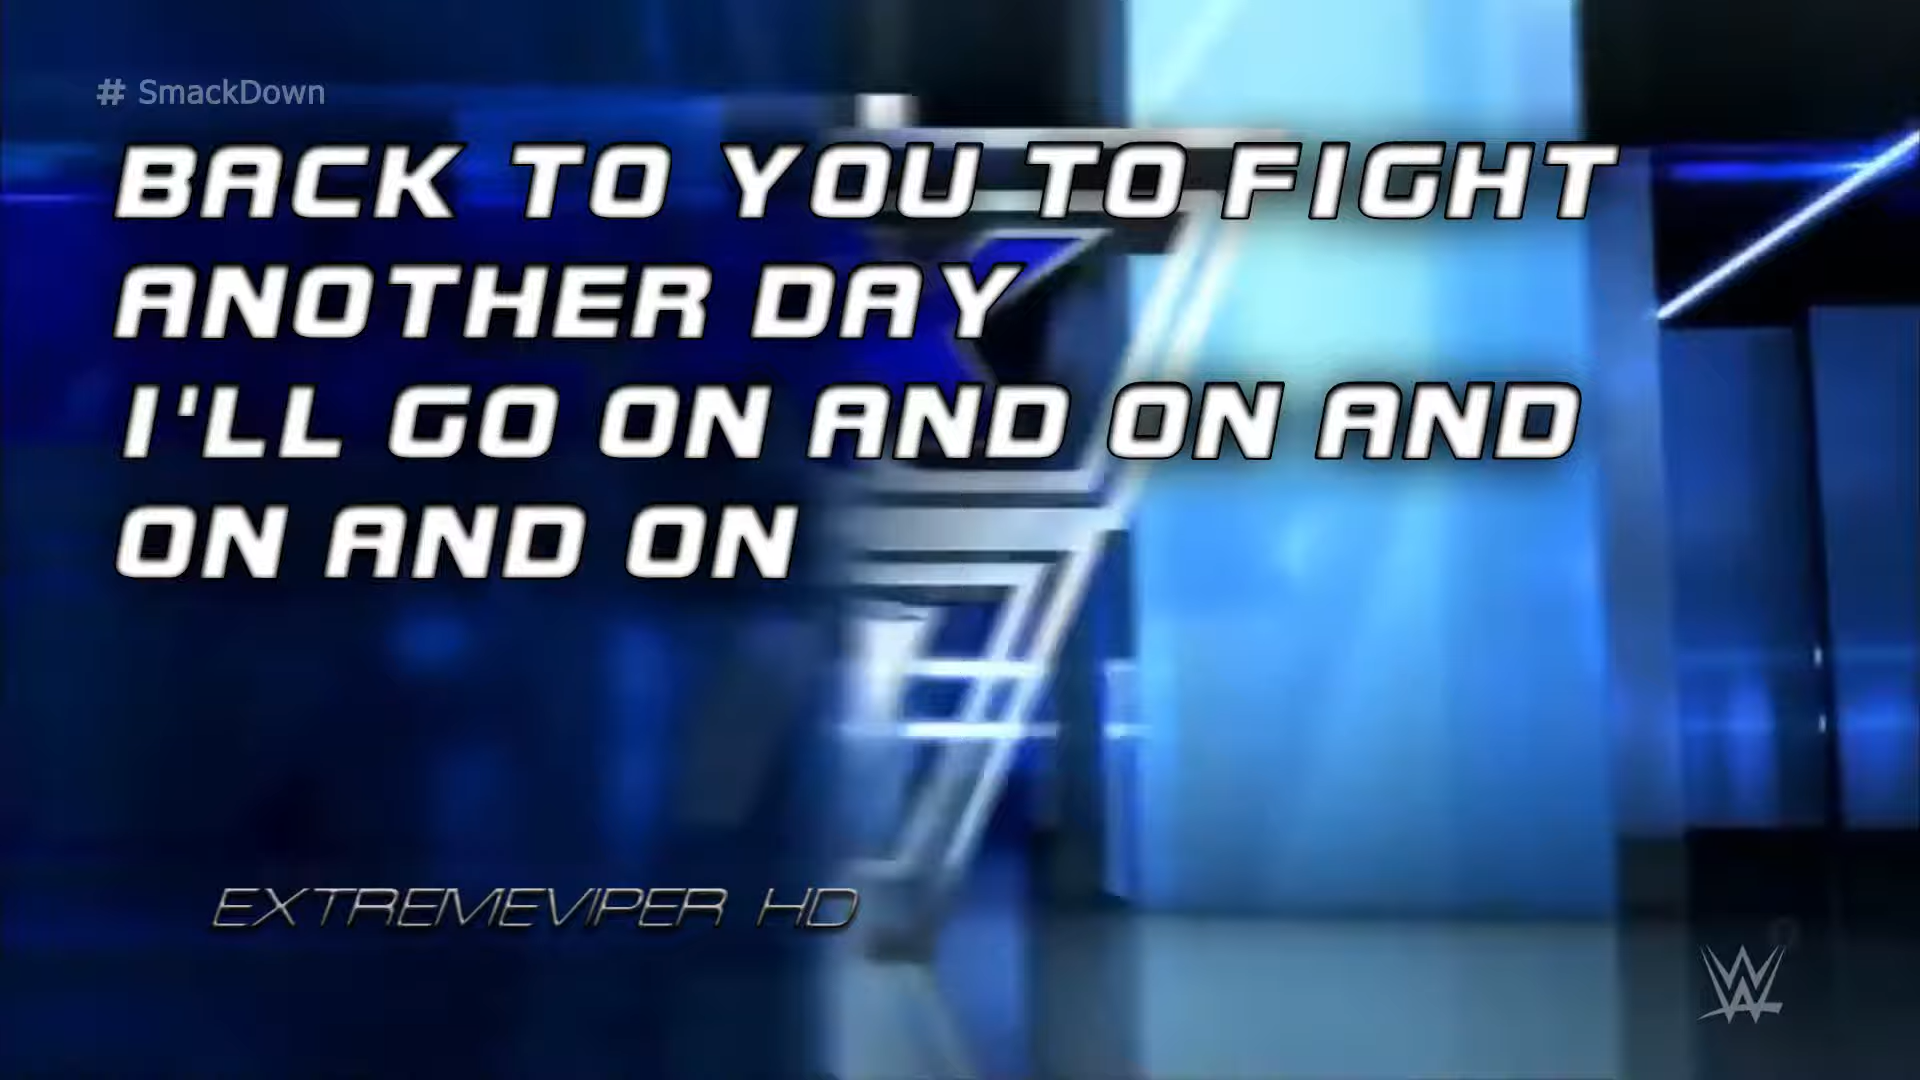 # SmackDown
BACK TO YOU TO FIGHT
ANOTHER DAY
I'LL GO ON AND ON AND
ON AND ON
EXTREMEVIPER HD
W